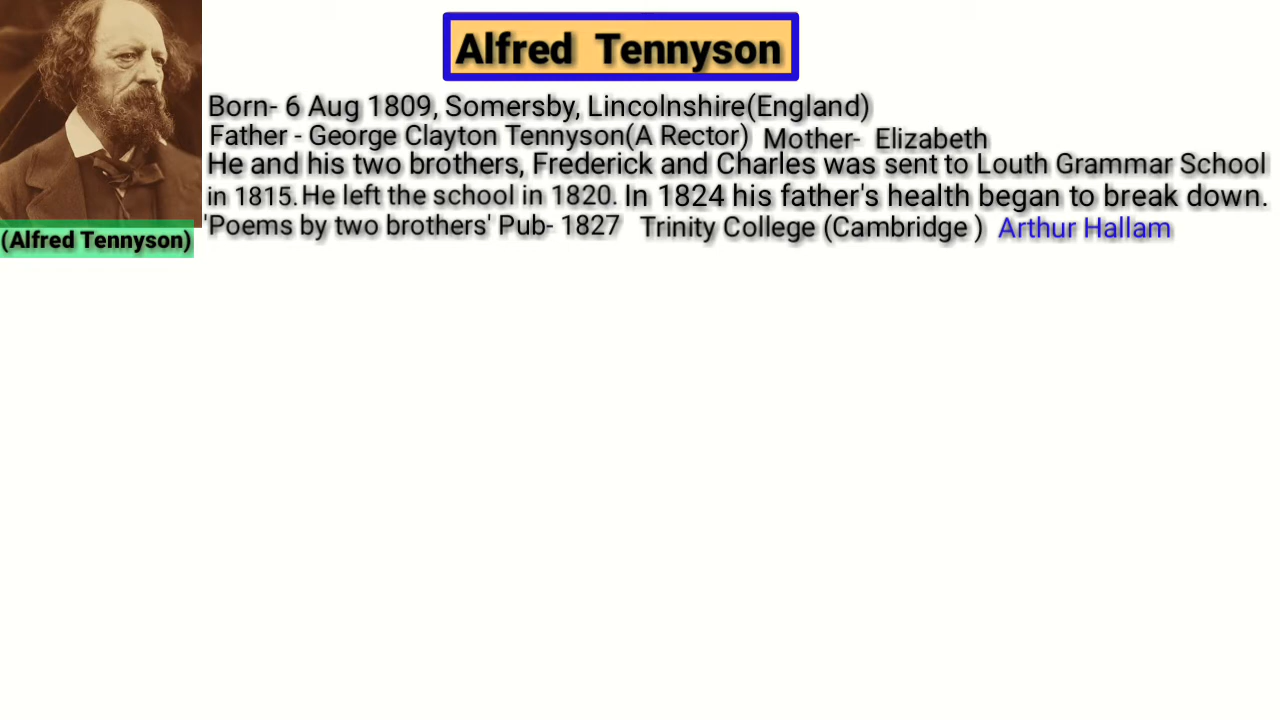 Alfred Tennyson
Born- 6 Aug 1809, Somersby, Lincolnshire(England)
Father - George Clayton Tennyson(A Rector) Mother- Elizabeth
He and his two brothers, Frederick and Charles was sent to Louth Grammar School
in 1815. He left the school in 1820. In 1824 his father's health began to break down.
'Poems by two brothers' Pub- 1827 Trinity College (Cambridge ) Arthur Hallam
(Alfred Tennyson)